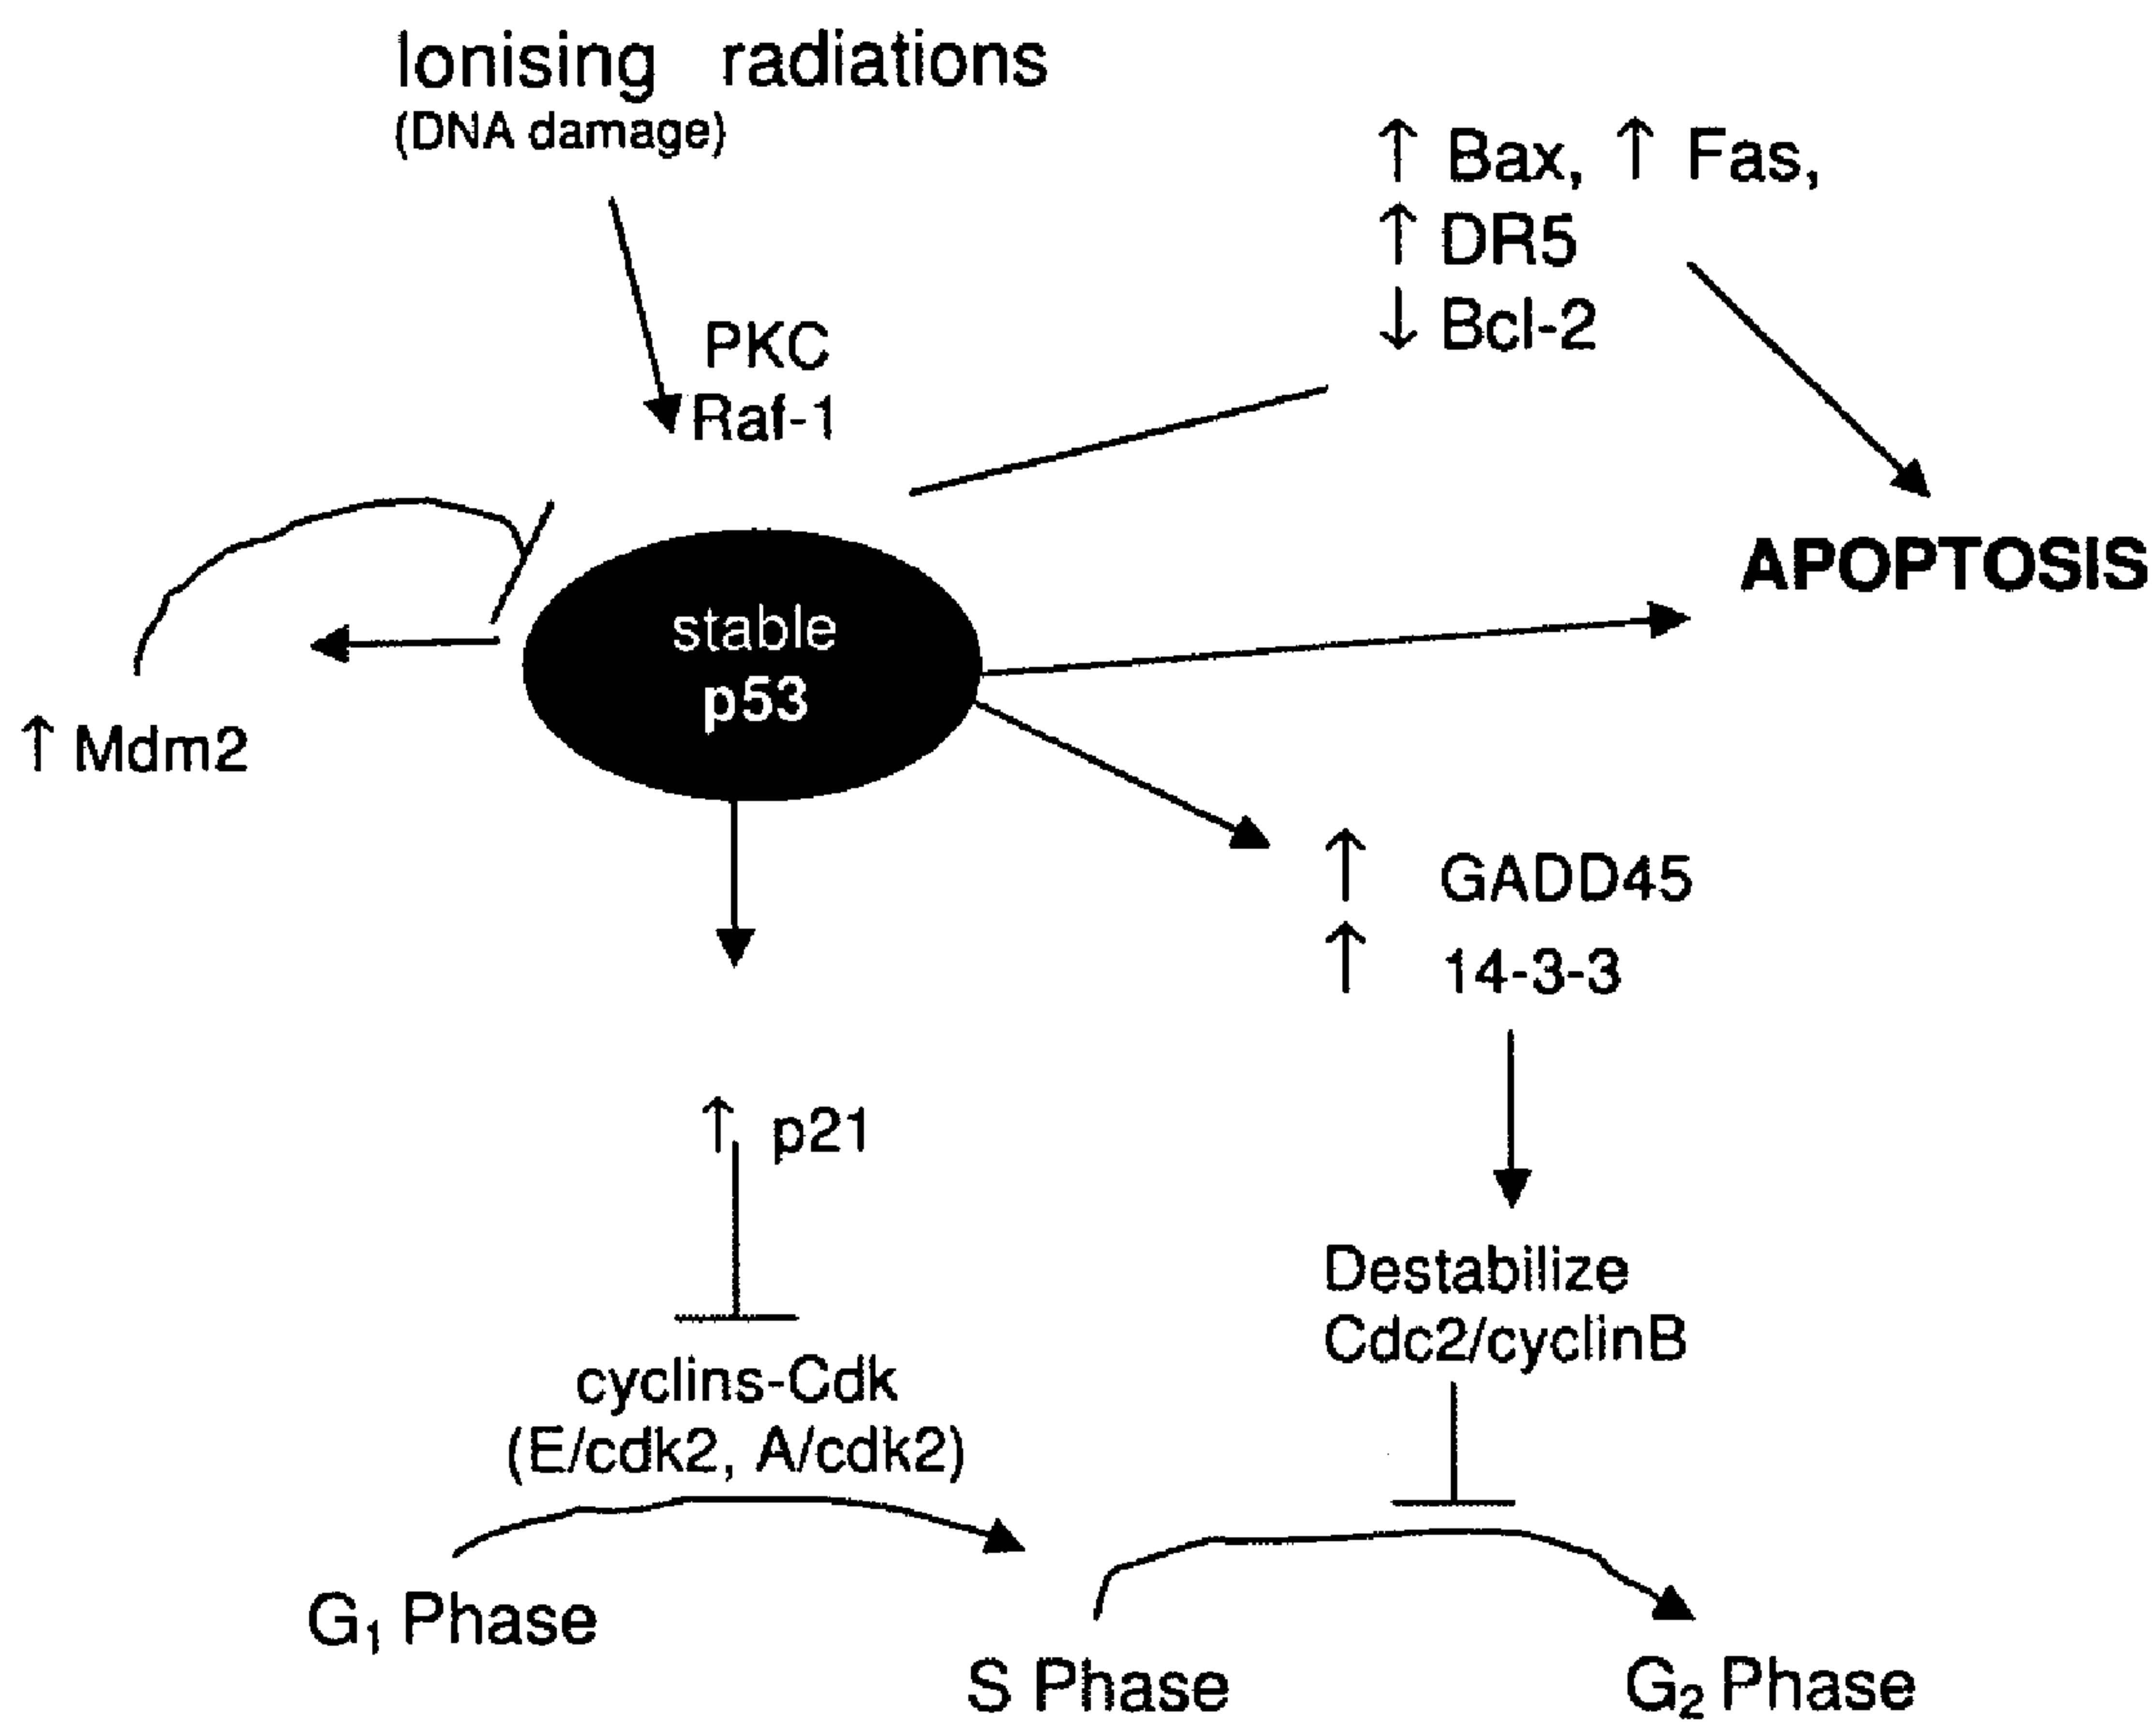 Ionising radiations
(DNA damage)
↑ Bax, ↑ Fas,
↑ DR5
↓ Bcl-2
PKC
Raf-1
APOPTOSIS
stable
p53
↑ Mdm2
↑ GADD45
↑ 14-3-3
↑ p21
Destabilize
Cdc2/cyclinB
cyclins-Cdk
(E/cdk2, A/cdk2)
G₁ Phase
S Phase
G₂ Phase